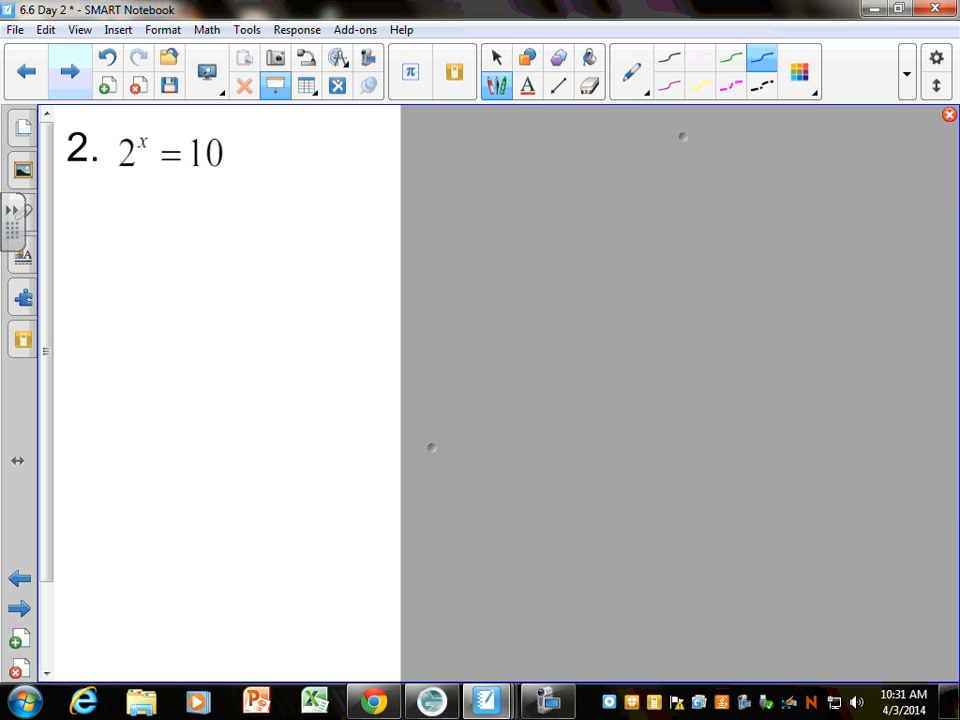 6.6 Day 2 * - SMART Notebook
File Edit View Insert Format Math Tools Response Add-ons Help
2. 2ˣ = 10
10:31 AM
4/3/2014